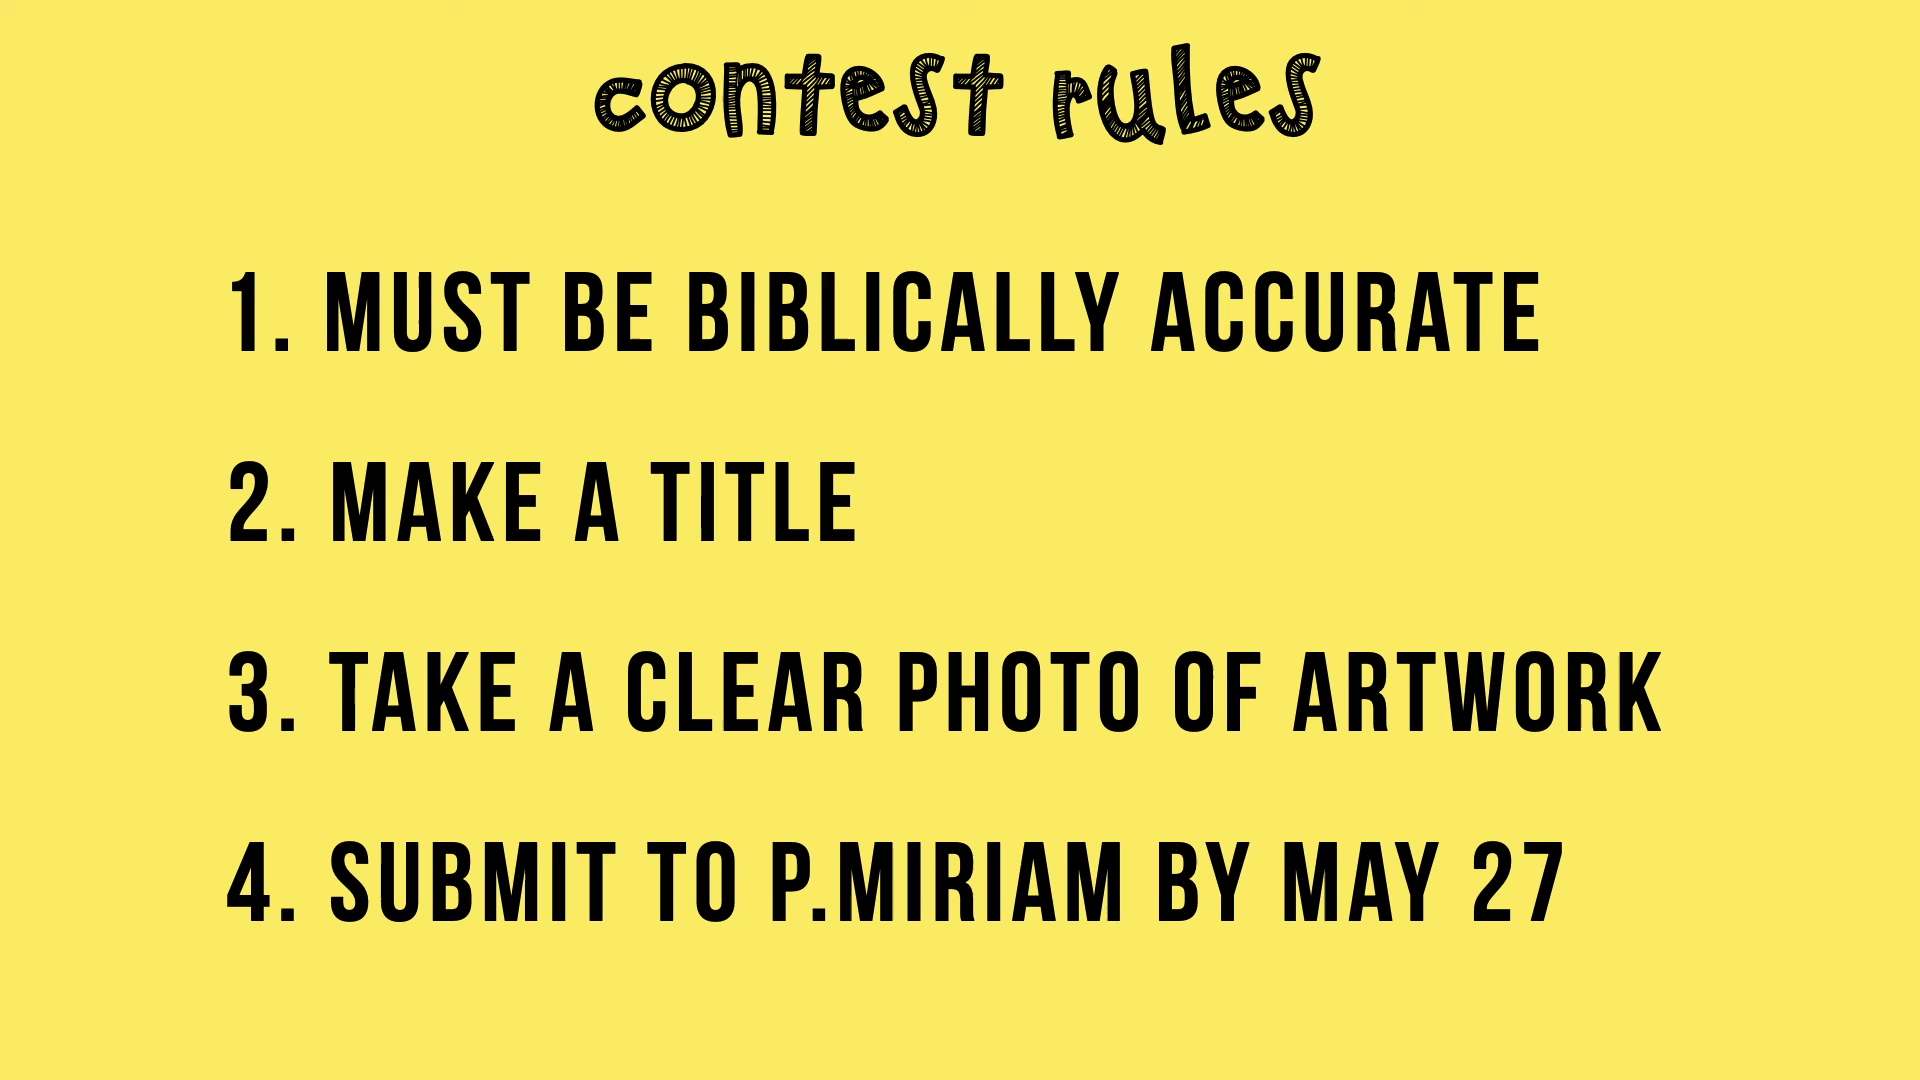 contest rules
1. MUST BE BIBLICALLY ACCURATE
2. MAKE A TITLE
3. TAKE A CLEAR PHOTO OF ARTWORK
4. SUBMIT TO P.MIRIAM BY MAY 27